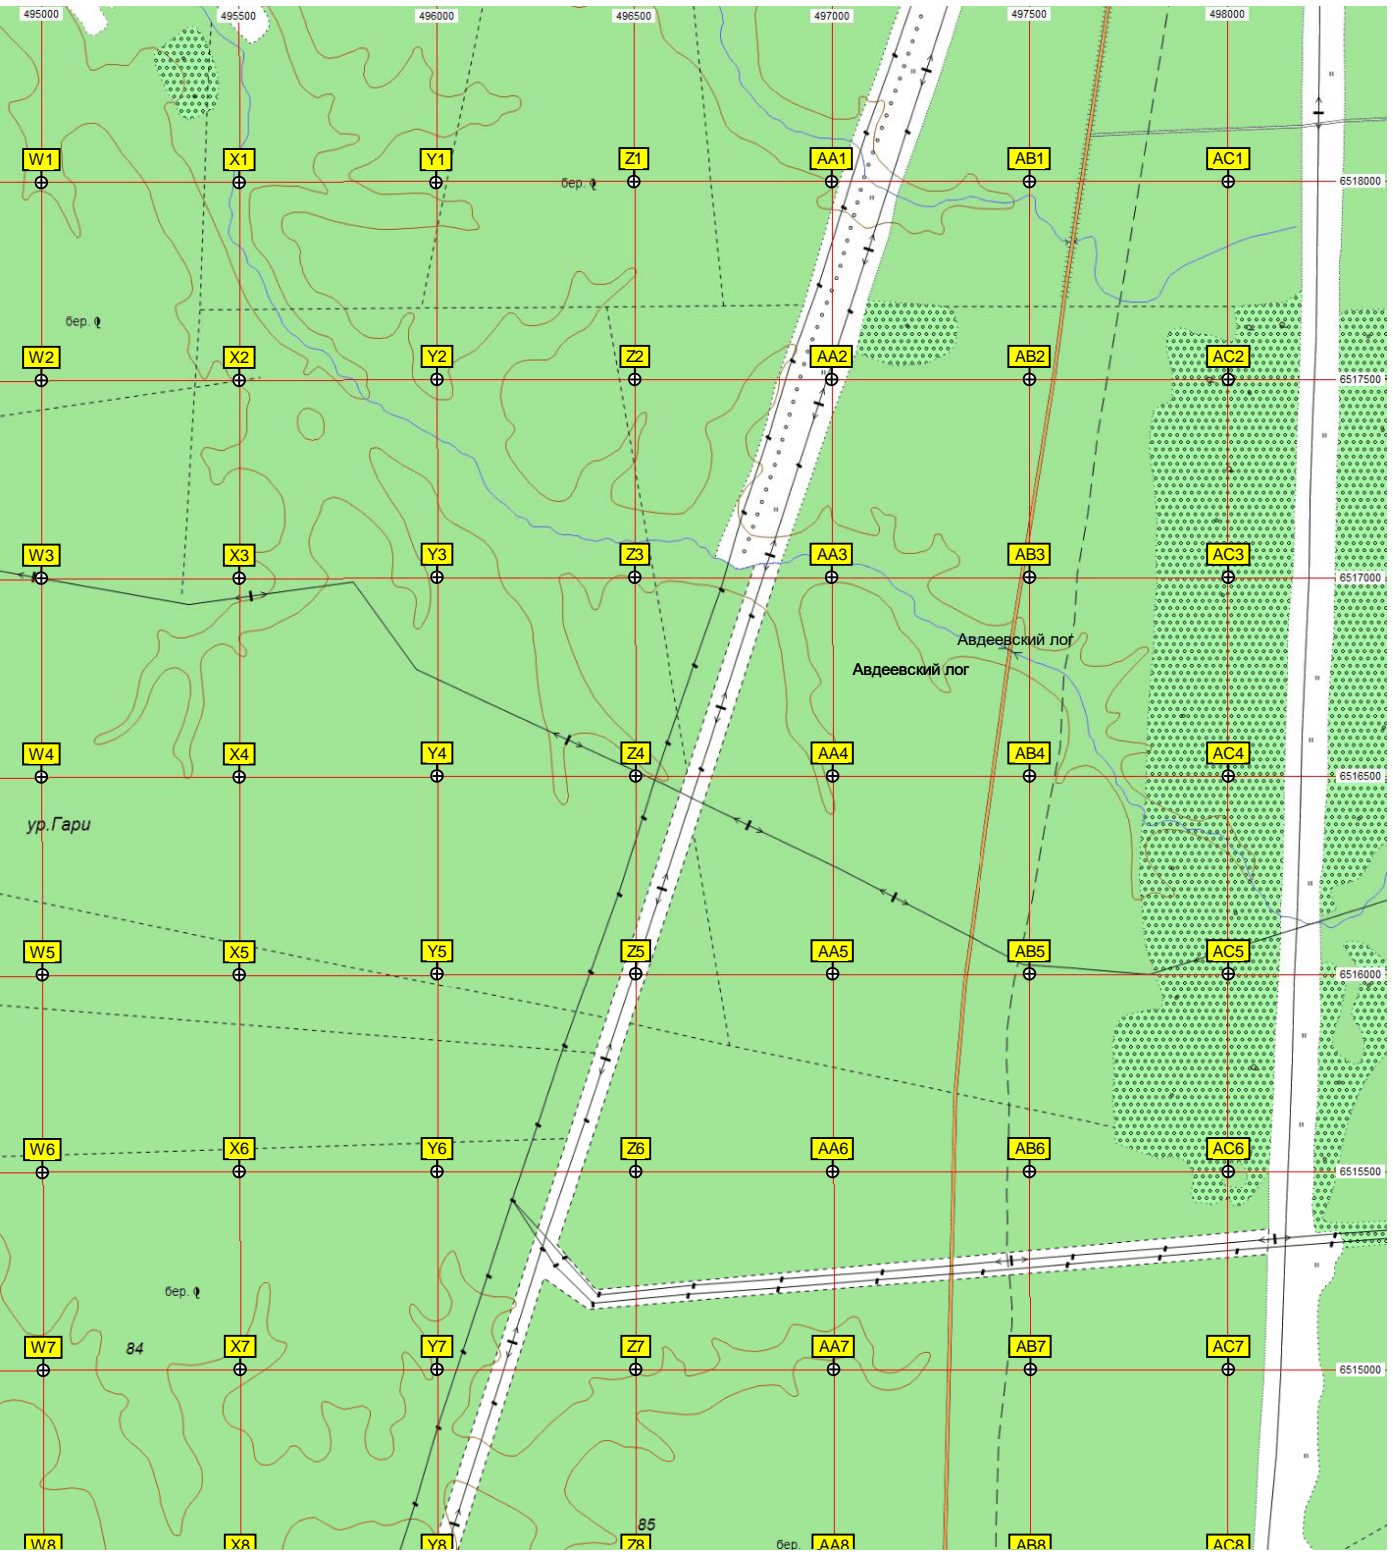 495000 495500 496000 496500 497000 497500 498000
W1 X1 Y1 Z1 AA1 AB1 AC1
бер. 6518000
бер.
W2 X2 Y2 Z2 AA2 AB2 AC2
6517500
W3 X3 Y3 Z3 AA3 AB3 AC3
6517000
Авдеевский лог
Авдеевский лог
W4 X4 Y4 Z4 AA4 AB4 AC4
6516500
ур.Гари
W5 X5 Y5 Z5 AA5 AB5 AC5
6516000
W6 X6 Y6 Z6 AA6 AB6 AC6
6515500
бер.
W7 84 X7 Y7 Z7 AA7 AB7 AC7
6515000
85
W8 X8 Y8 Z8 бер. AA8 AB8 AC8